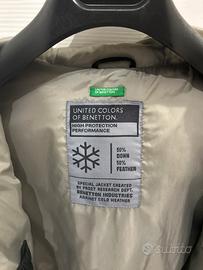 UNITED COLORS
OF BENETTON.
UNITED COLORS
OF BENETTON.
HIGH PROTECTION
PERFORMANCE
50%
DOWN
50%
FEATHER
SPECIAL JACKET CREATED
BY FROST RESEARCH DEPT.
BENETTON INDUSTRIES
AGAINST COLD WEATHER
subito